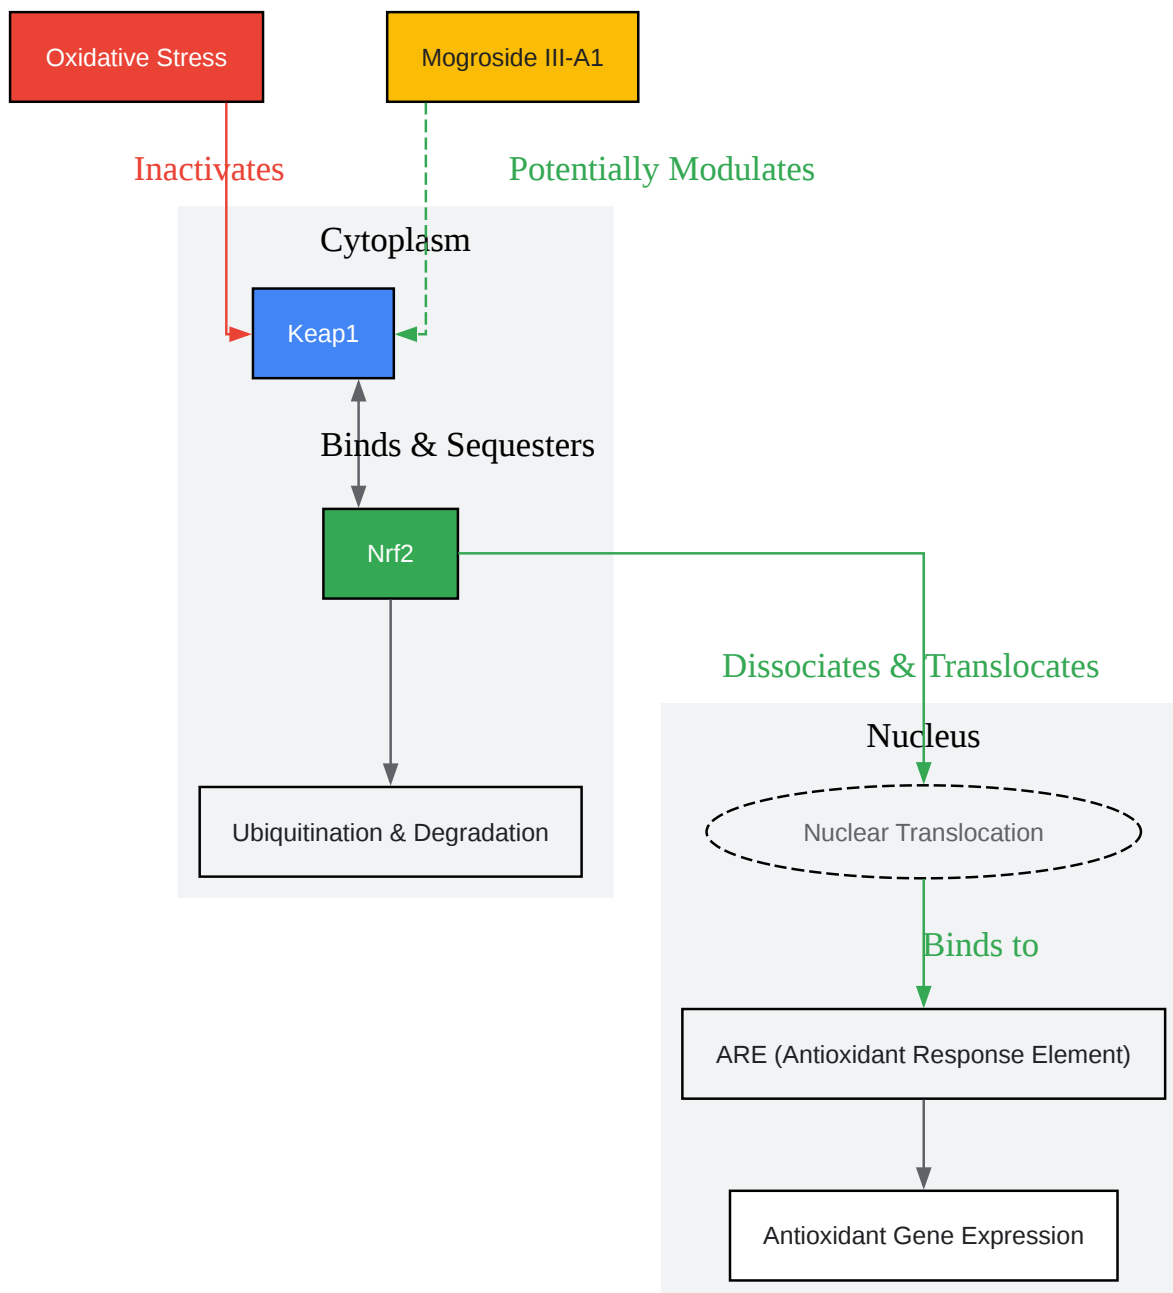 Oxidative Stress
Mogroside III-A1
Inactivates
Potentially Modulates
Cytoplasm
Keap1
Binds & Sequesters
Nrf2
Dissociates & Translocates
Nucleus
Ubiquitination & Degradation
Nuclear Translocation
Binds to
ARE (Antioxidant Response Element)
Antioxidant Gene Expression